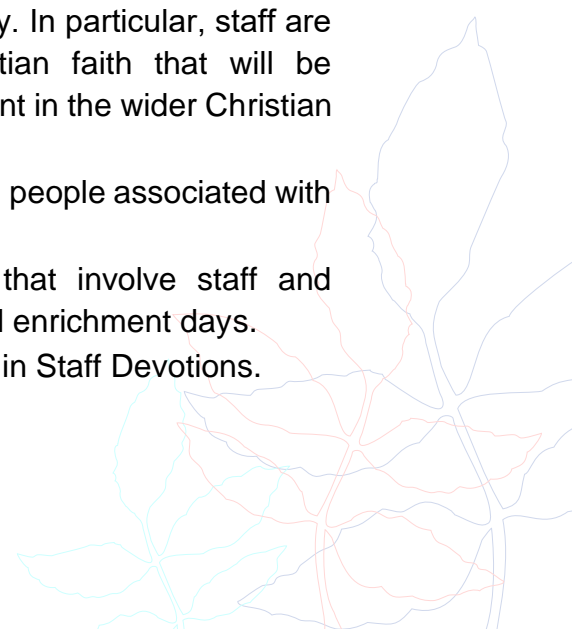 y. In particular, staff are
tian faith that will be
nt in the wider Christian
people associated with
that involve staff and
l enrichment days.
in Staff Devotions.